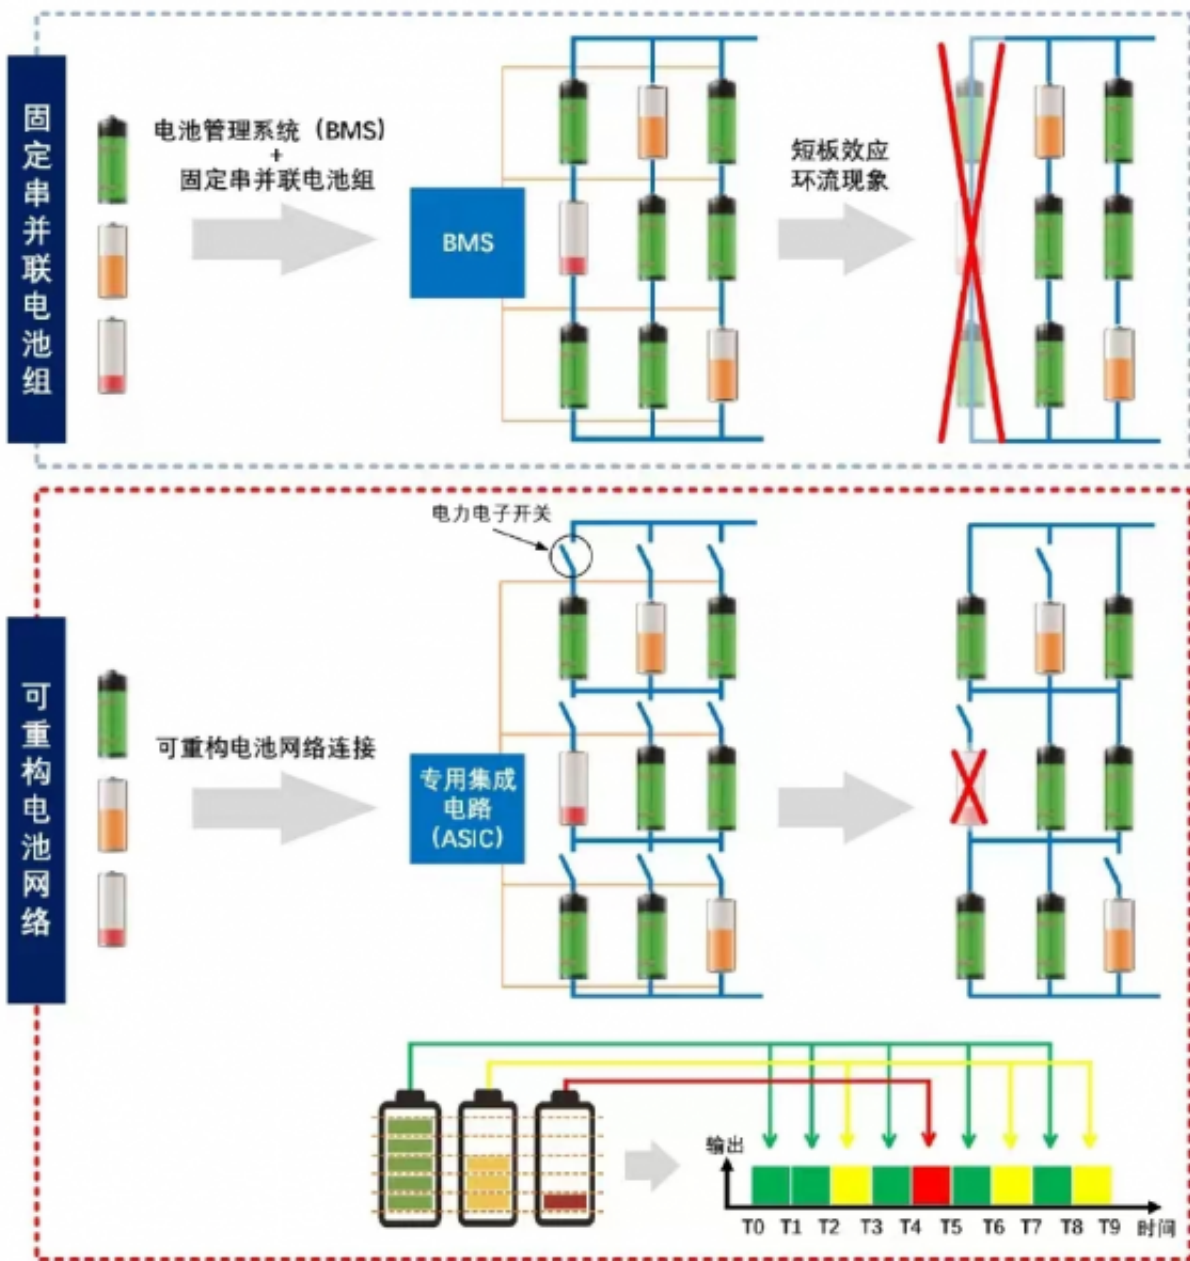 固定串并联电池组
电池管理系统（BMS）
+
固定串并联电池组
BMS
短板效应
环流现象
可重构电池网络
电力电子开关
可重构电池网络连接
专用集成
电路
（ASIC）
输出
T0 T1 T2 T3 T4 T5 T6 T7 T8 T9 时间